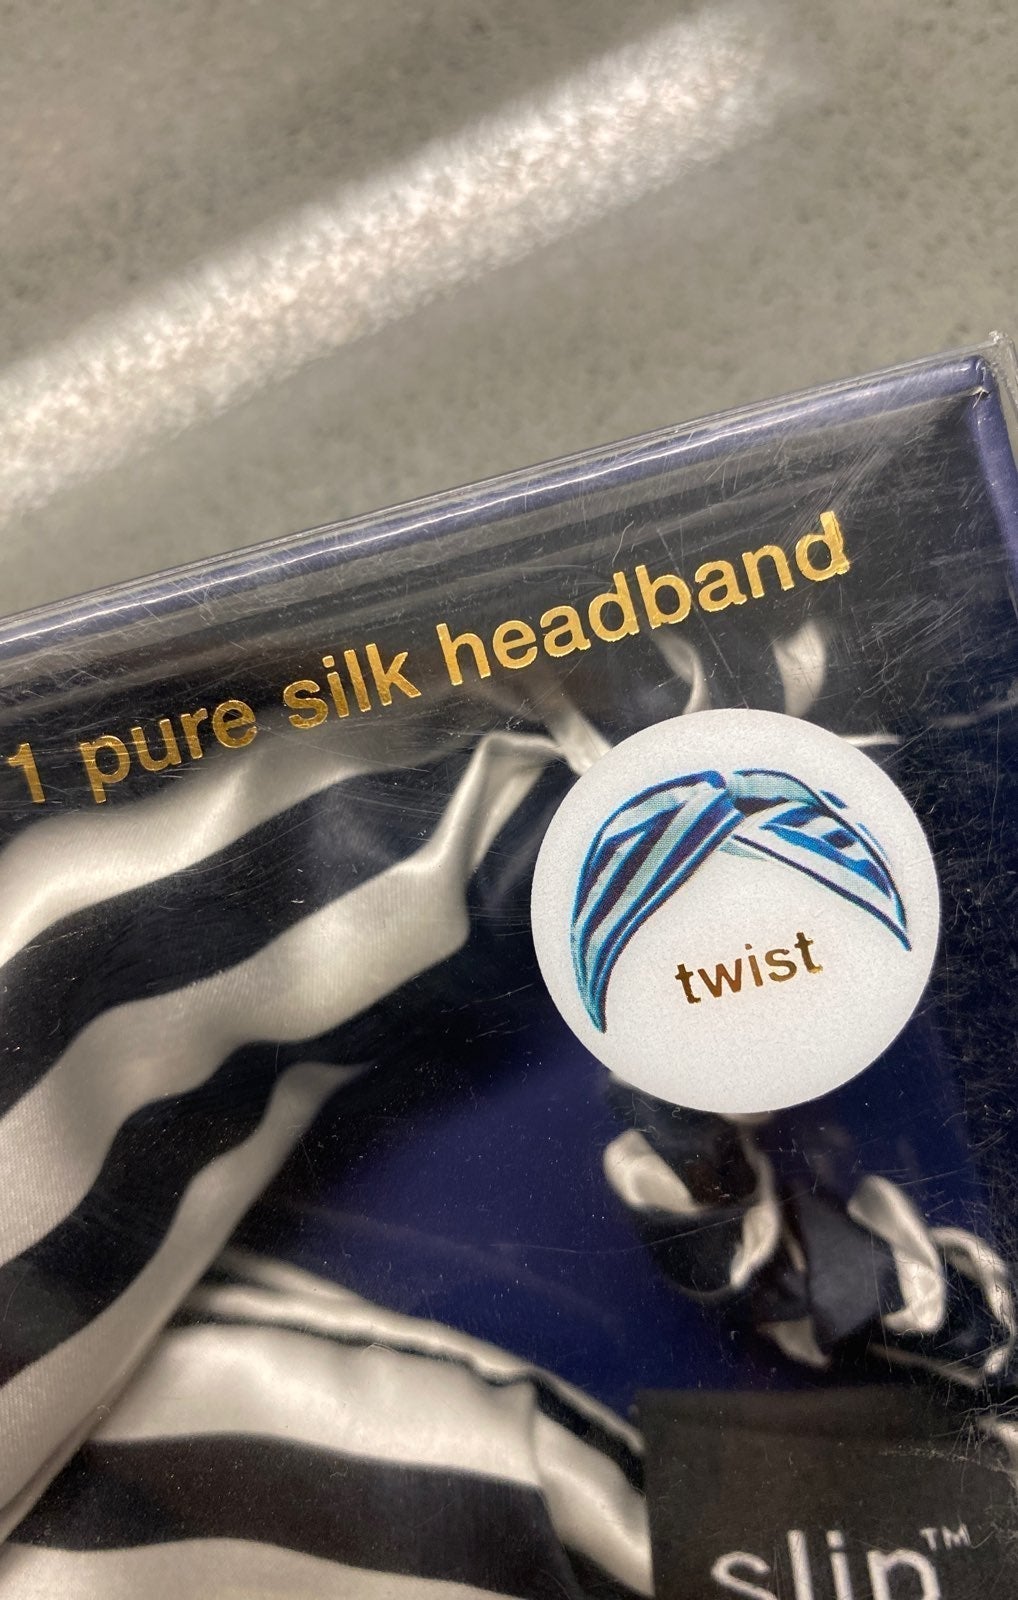 1 pure silk headband
twist
slip™